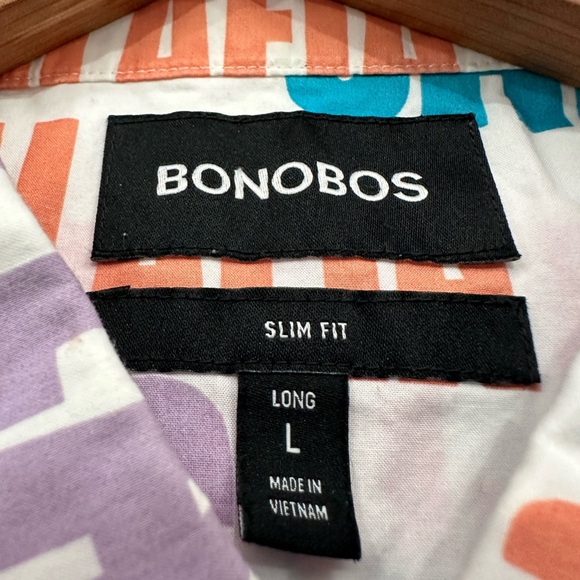 BONOBOS
SLIM FIT
LONG
L
MADE IN
VIETNAM